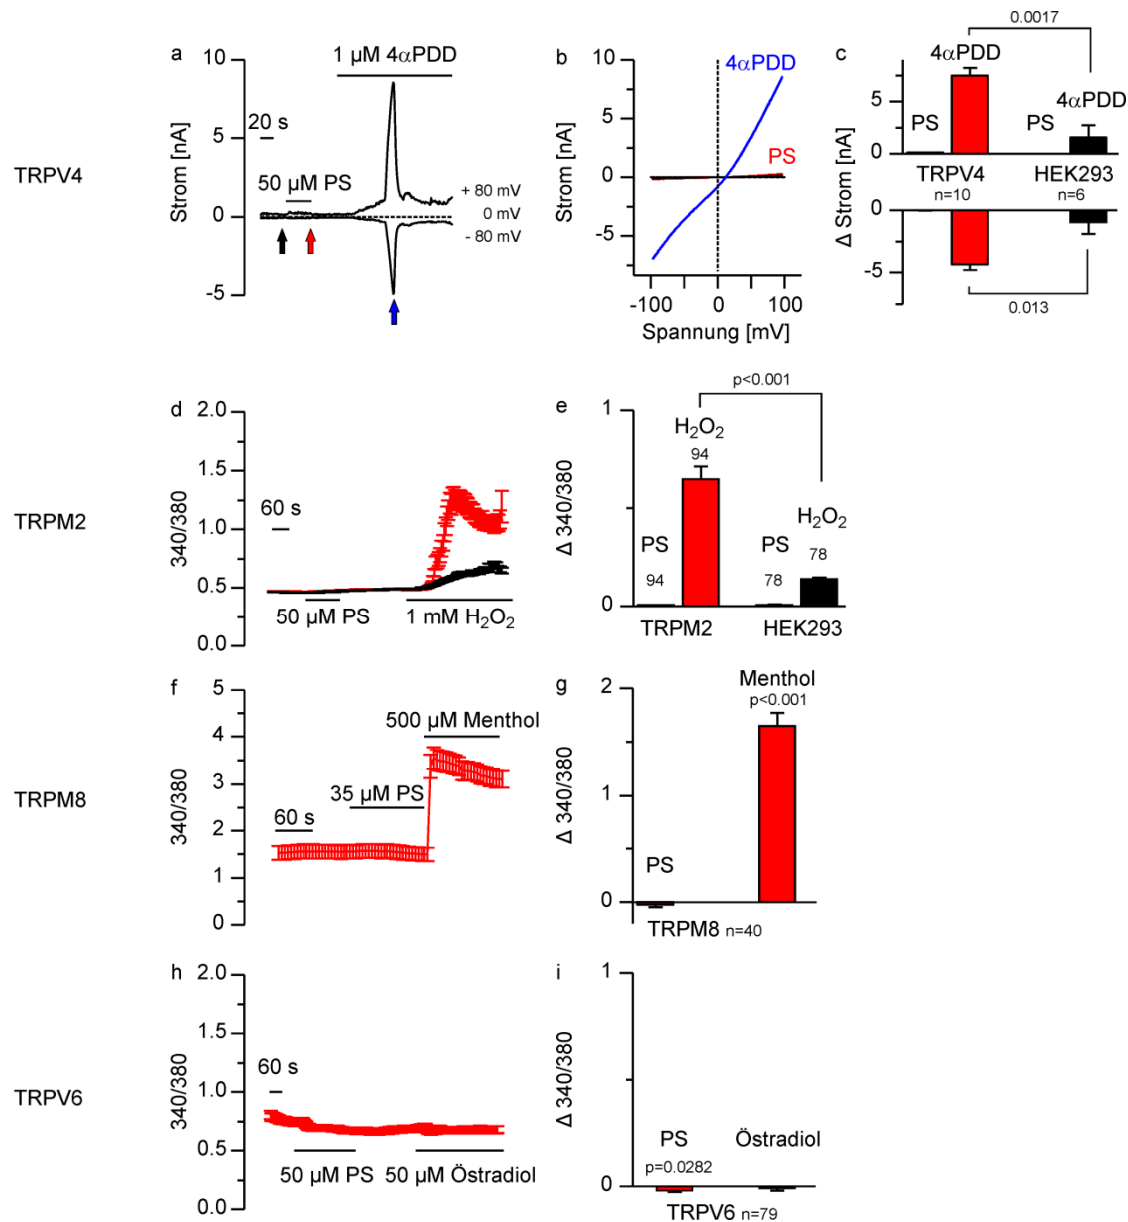 TRPV4
a
10
5
0
-5
Strom [nA]
1 µM 4αPDD
20 s
50 µM PS
+ 80 mV
0 mV
- 80 mV
b
10
5
0
-5
Strom [nA]
4αPDD
PS
-100
0
100
Spannung [mV]
c
0.0017
4αPDD
4αPDD
PS
PS
5
0
TRPV4
HEK293
n=10
n=6
0
-5
Δ Strom [nA]
0.013
TRPM2
d
2.0
1.5
1.0
0.5
0.0
340/380
60 s
50 µM PS
1 mM H₂O₂
e
p<0.001
1
0
Δ 340/380
H₂O₂
94
PS
94
PS
78
H₂O₂
78
TRPM2
HEK293
TRPM8
f
5
4
3
2
1
0
340/380
500 µM Menthol
35 µM PS
60 s
g
2
1
0
Δ 340/380
Menthol
p<0.001
PS
TRPM8 n=40
TRPV6
h
2.0
1.5
1.0
0.5
0.0
340/380
60 s
50 µM PS
50 µM Östradiol
i
1
0
Δ 340/380
PS
Östradiol
p=0.0282
TRPV6 n=79